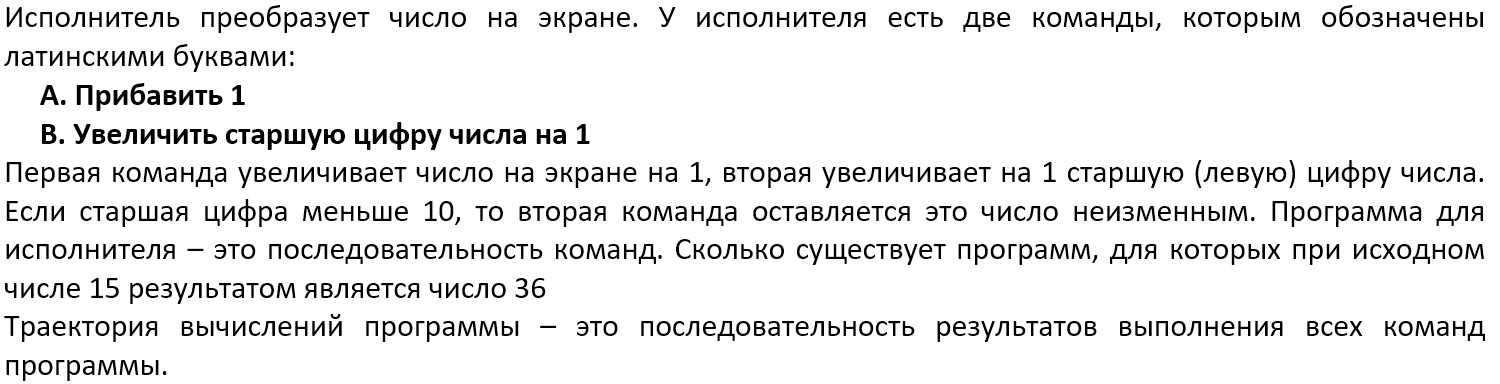 Исполнитель преобразует число на экране. У исполнителя есть две команды, которым обозначены
латинскими буквами:
A. Прибавить 1
B. Увеличить старшую цифру числа на 1
Первая команда увеличивает число на экране на 1, вторая увеличивает на 1 старшую (левую) цифру числа.
Если старшая цифра меньше 10, то вторая команда оставляется это число неизменным. Программа для
исполнителя – это последовательность команд. Сколько существует программ, для которых при исходном
числе 15 результатом является число 36
Траектория вычислений программы – это последовательность результатов выполнения всех команд
программы.